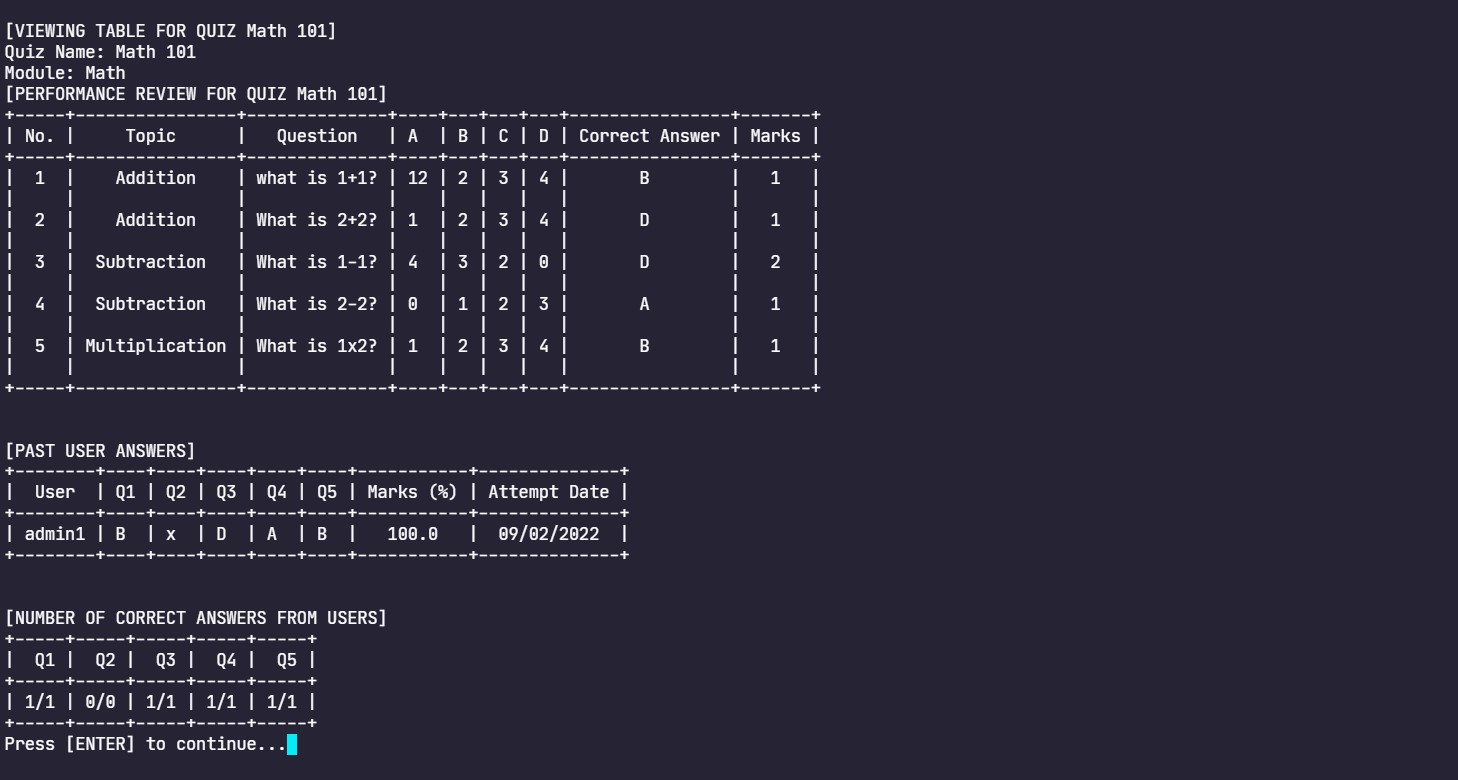 [VIEWING TABLE FOR QUIZ Math 101]
Quiz Name: Math 101
Module: Math
[PERFORMANCE REVIEW FOR QUIZ Math 101]
+-----+----------------+--------------+----+---+---+---+----------------+-------+
| No. |     Topic      |   Question   | A  | B | C | D | Correct Answer | Marks |
+-----+----------------+--------------+----+---+---+---+----------------+-------+
|  1  |    Addition    | what is 1+1? | 12 | 2 | 3 | 4 |       B        |   1   |
|     |                |              |    |   |   |   |                |       |
|  2  |    Addition    | What is 2+2? | 1  | 2 | 3 | 4 |       D        |   1   |
|     |                |              |    |   |   |   |                |       |
|  3  |  Subtraction   | What is 1-1? | 4  | 3 | 2 | 0 |       D        |   2   |
|     |                |              |    |   |   |   |                |       |
|  4  |  Subtraction   | What is 2-2? | 0  | 1 | 2 | 3 |       A        |   1   |
|     |                |              |    |   |   |   |                |       |
|  5  | Multiplication | What is 1x2? | 1  | 2 | 3 | 4 |       B        |   1   |
|     |                |              |    |   |   |   |                |       |
+-----+----------------+--------------+----+---+---+---+----------------+-------+
[PAST USER ANSWERS]
+--------+----+----+----+----+----+-----------+--------------+
|  User  | Q1 | Q2 | Q3 | Q4 | Q5 | Marks (%) | Attempt Date |
+--------+----+----+----+----+----+-----------+--------------+
| admin1 | B  | x  | D  | A  | B  |   100.0   |  09/02/2022  |
+--------+----+----+----+----+----+-----------+--------------+
[NUMBER OF CORRECT ANSWERS FROM USERS]
+-----+-----+-----+-----+-----+
|  Q1 |  Q2 |  Q3 |  Q4 |  Q5 |
+-----+-----+-----+-----+-----+
| 1/1 | 0/0 | 1/1 | 1/1 | 1/1 |
+-----+-----+-----+-----+-----+
Press [ENTER] to continue...